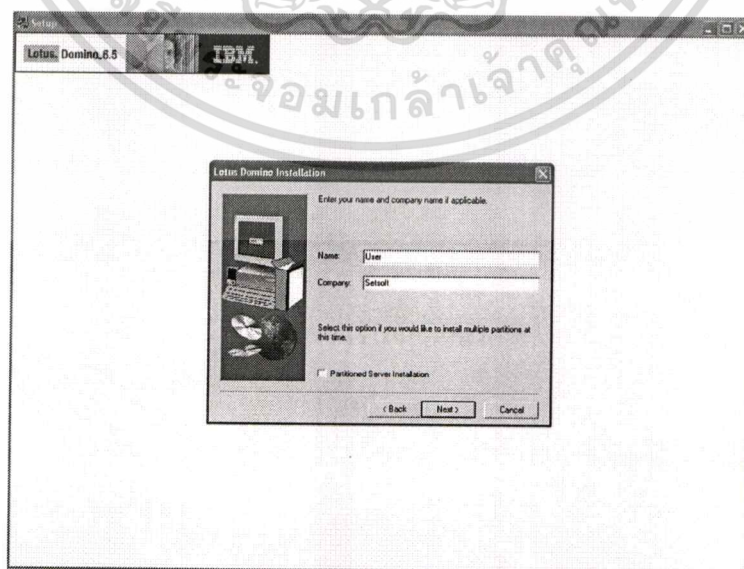 Setup
Lotus. Domino.6.5
IBM.
ระจอมเกล้าเจ้าคุณ
Lotus Domino Installation
Enter your name and company name if applicable.
Name: User
Company: Setsoft
Select this option if you would like to install multiple partitions at
this time.
Partitioned Server Installation
< Back
Next >
Cancel